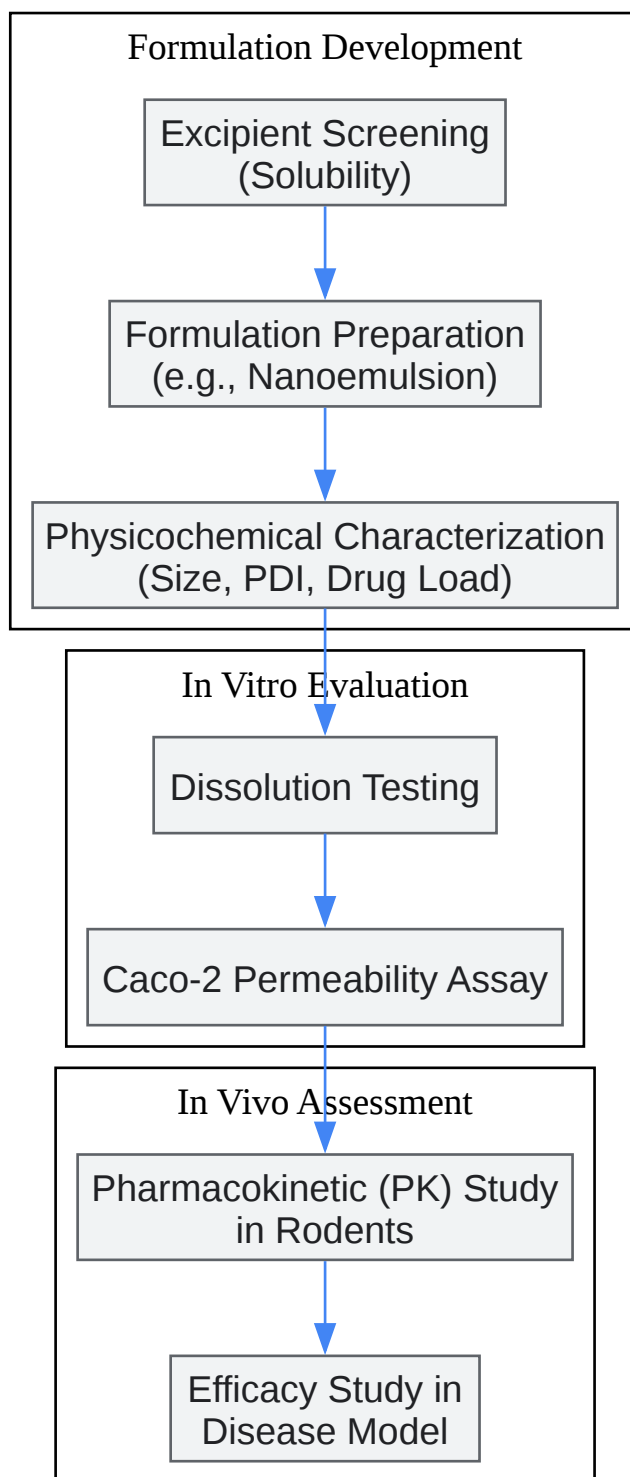 Formulation Development
Excipient Screening
(Solubility)
Formulation Preparation
(e.g., Nanoemulsion)
Physicochemical Characterization
(Size, PDI, Drug Load)
In Vitro Evaluation
Dissolution Testing
Caco-2 Permeability Assay
In Vivo Assessment
Pharmacokinetic (PK) Study
in Rodents
Efficacy Study in
Disease Model